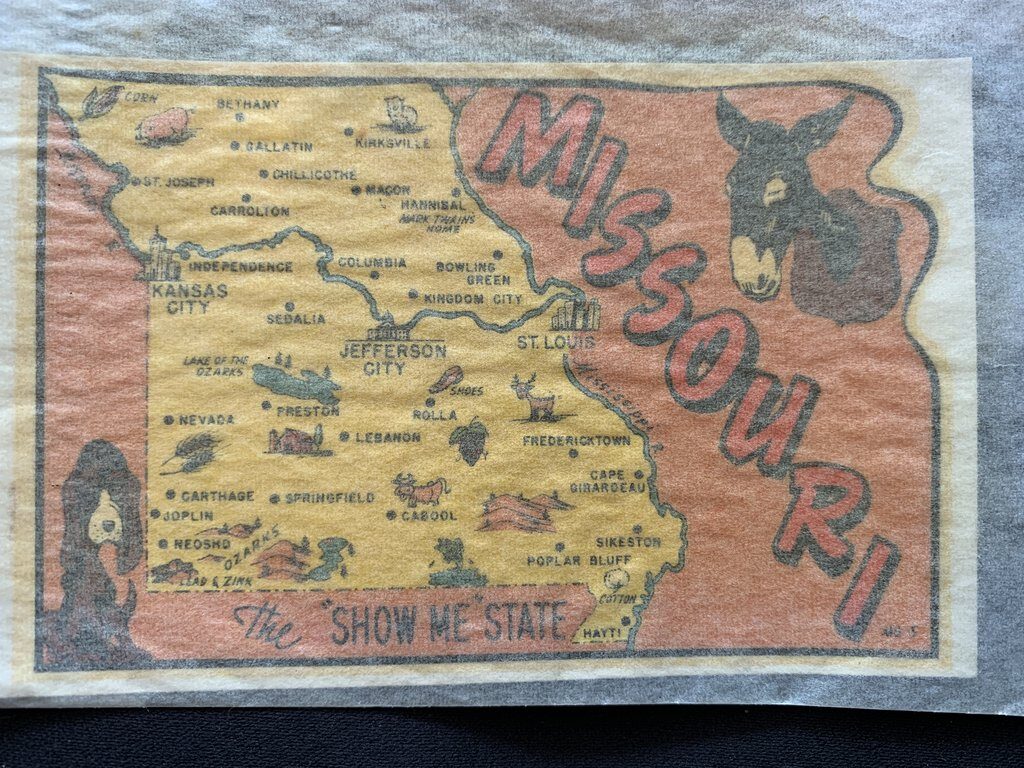 MISSOURI
CORN
BETHANY
GALLATIN
KIRKSVILLE
ST. JOSEPH
CHILLICOTHE
MACON
CARROLTON
HANNIBAL
MARK TWAINS
HOME
INDEPENDENCE
KANSAS
CITY
COLUMBIA
BOWLING
GREEN
KINGDOM CITY
SEDALIA
JEFFERSON
CITY
ST. LOUIS
Mississippi
LAKE OF THE
OZARKS
SHOES
PRESTON
ROLLA
NEVADA
LEBANON
FREDERICKTOWN
CAPE
GIRARDEAU
CARTHAGE
SPRINGFIELD
JOPLIN
CABOOL
NEOSHO
OZARKS
SIKESTON
POPLAR BLUFF
LEAD & ZINK
COTTON
HAYTI
the "SHOW ME" STATE